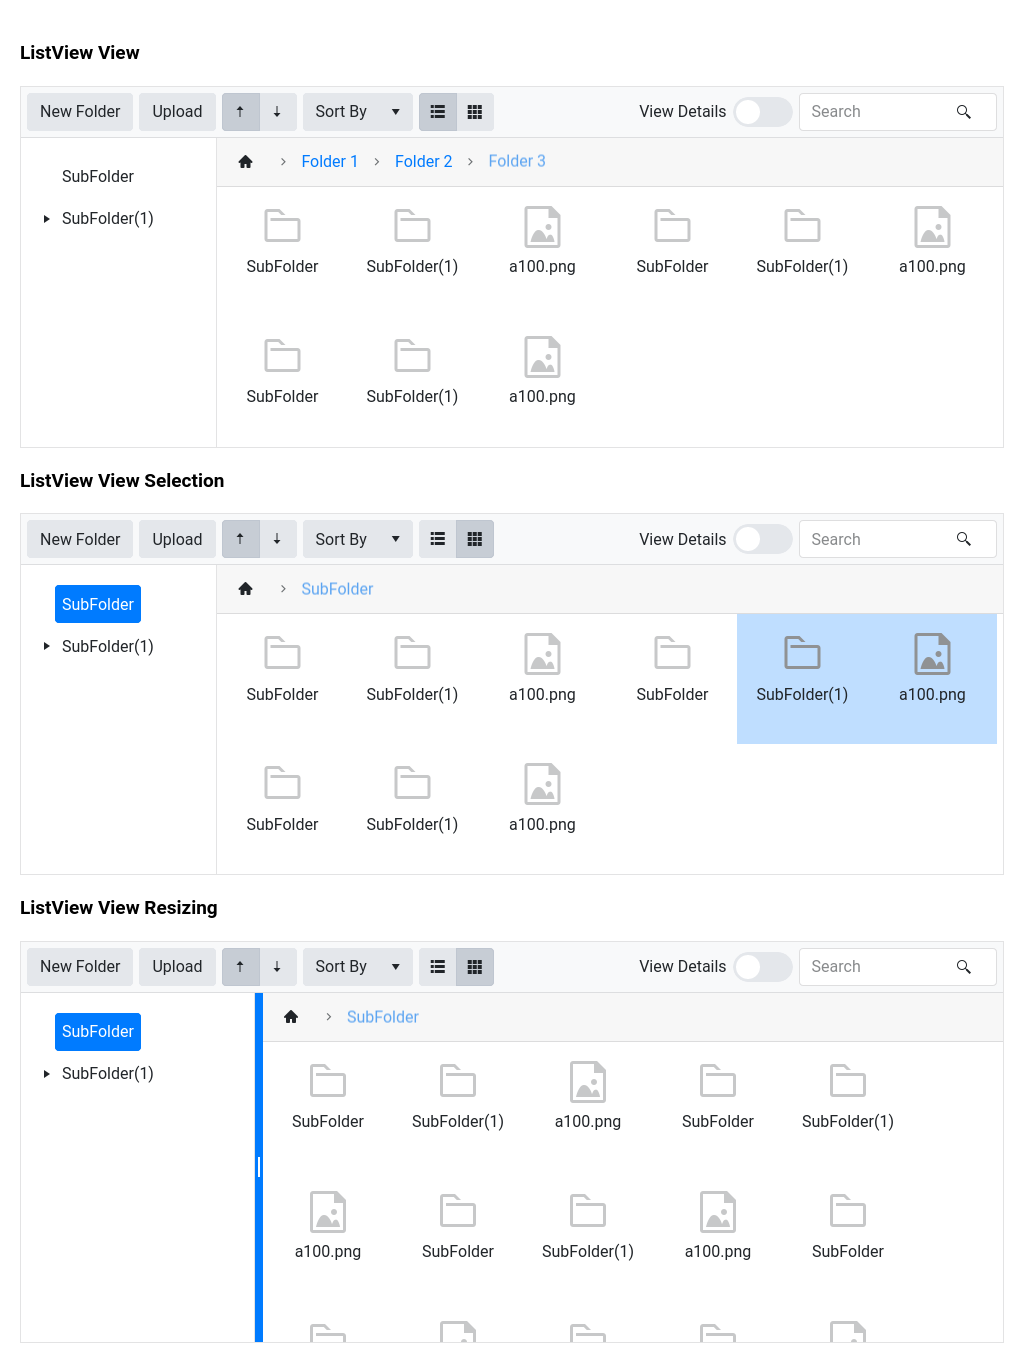 ListView View
New Folder Upload Sort By View Details Search
SubFolder
SubFolder(1)
Folder 1 Folder 2 Folder 3
SubFolder SubFolder(1) a100.png SubFolder SubFolder(1) a100.png
SubFolder SubFolder(1) a100.png
ListView View Selection
New Folder Upload Sort By View Details Search
SubFolder
SubFolder(1)
SubFolder
SubFolder SubFolder(1) a100.png SubFolder SubFolder(1) a100.png
SubFolder SubFolder(1) a100.png
ListView View Resizing
New Folder Upload Sort By View Details Search
SubFolder
SubFolder(1)
SubFolder
SubFolder SubFolder(1) a100.png SubFolder SubFolder(1)
a100.png SubFolder SubFolder(1) a100.png SubFolder